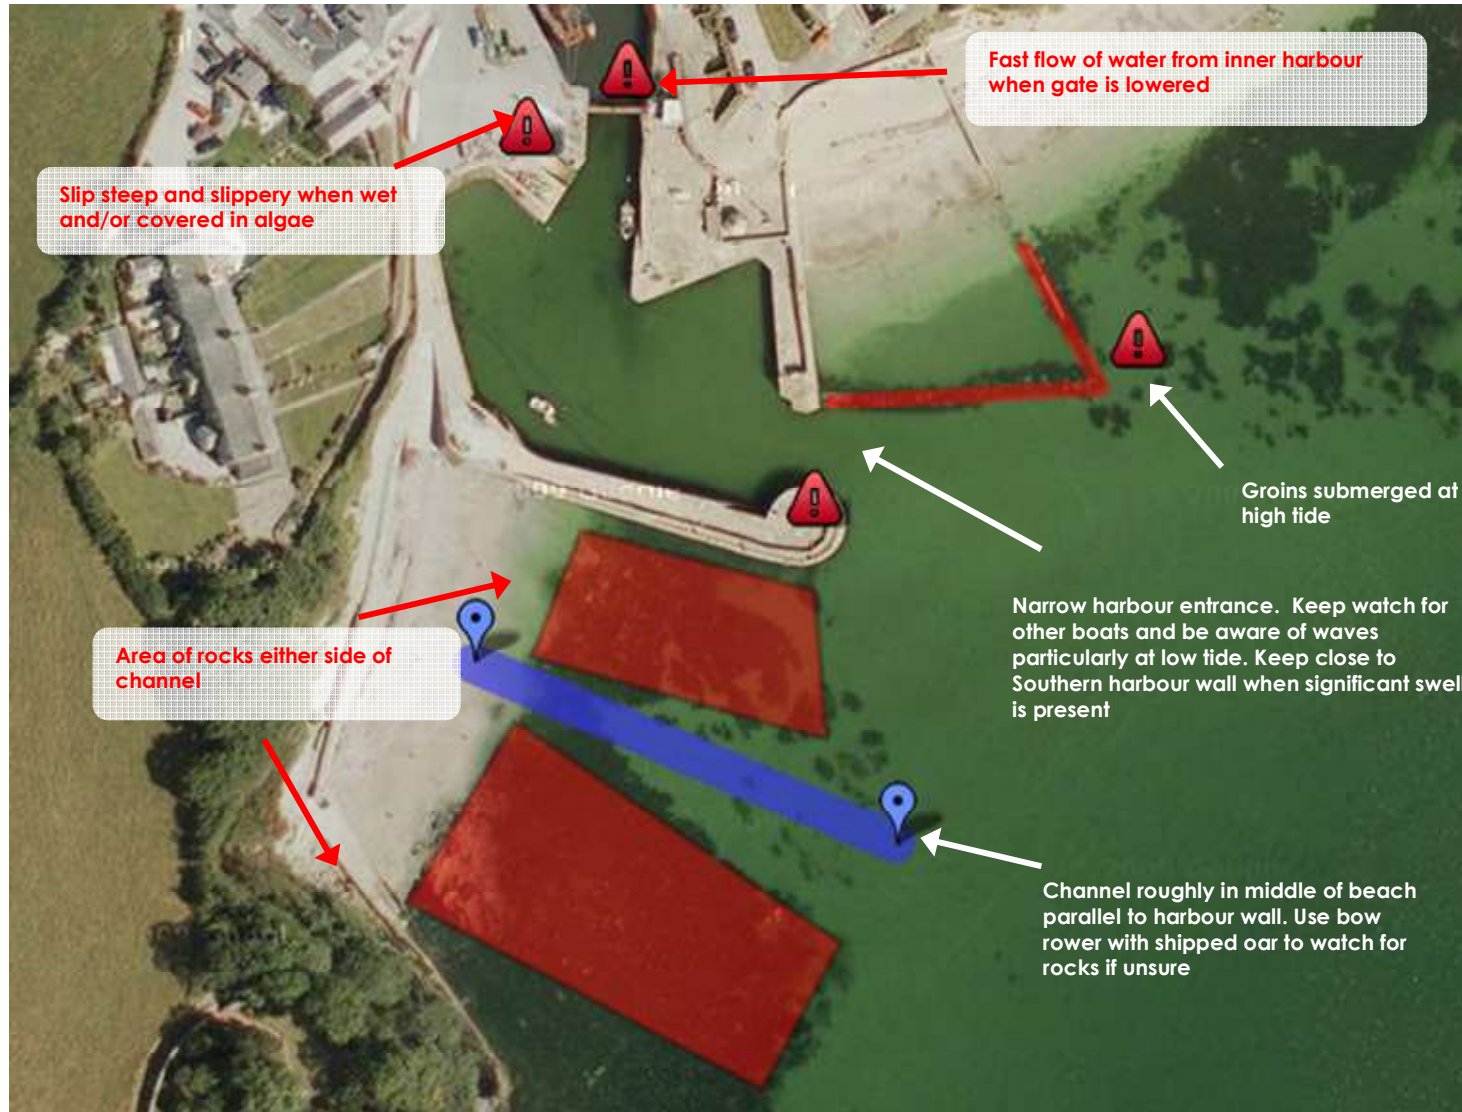 Fast flow of water from inner harbour
when gate is lowered
Slip steep and slippery when wet
and/or covered in algae
Groins submerged at
high tide
Narrow harbour entrance.  Keep watch for
other boats and be aware of waves
particularly at low tide. Keep close to
Southern harbour wall when significant swell
is present
Area of rocks either side of
channel
Channel roughly in middle of beach
parallel to harbour wall. Use bow
rower with shipped oar to watch for
rocks if unsure